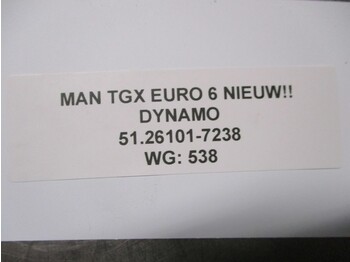 MAN TGX EURO 6 NIEUW!!
DYNAMO
51.26101-7238
WG: 538